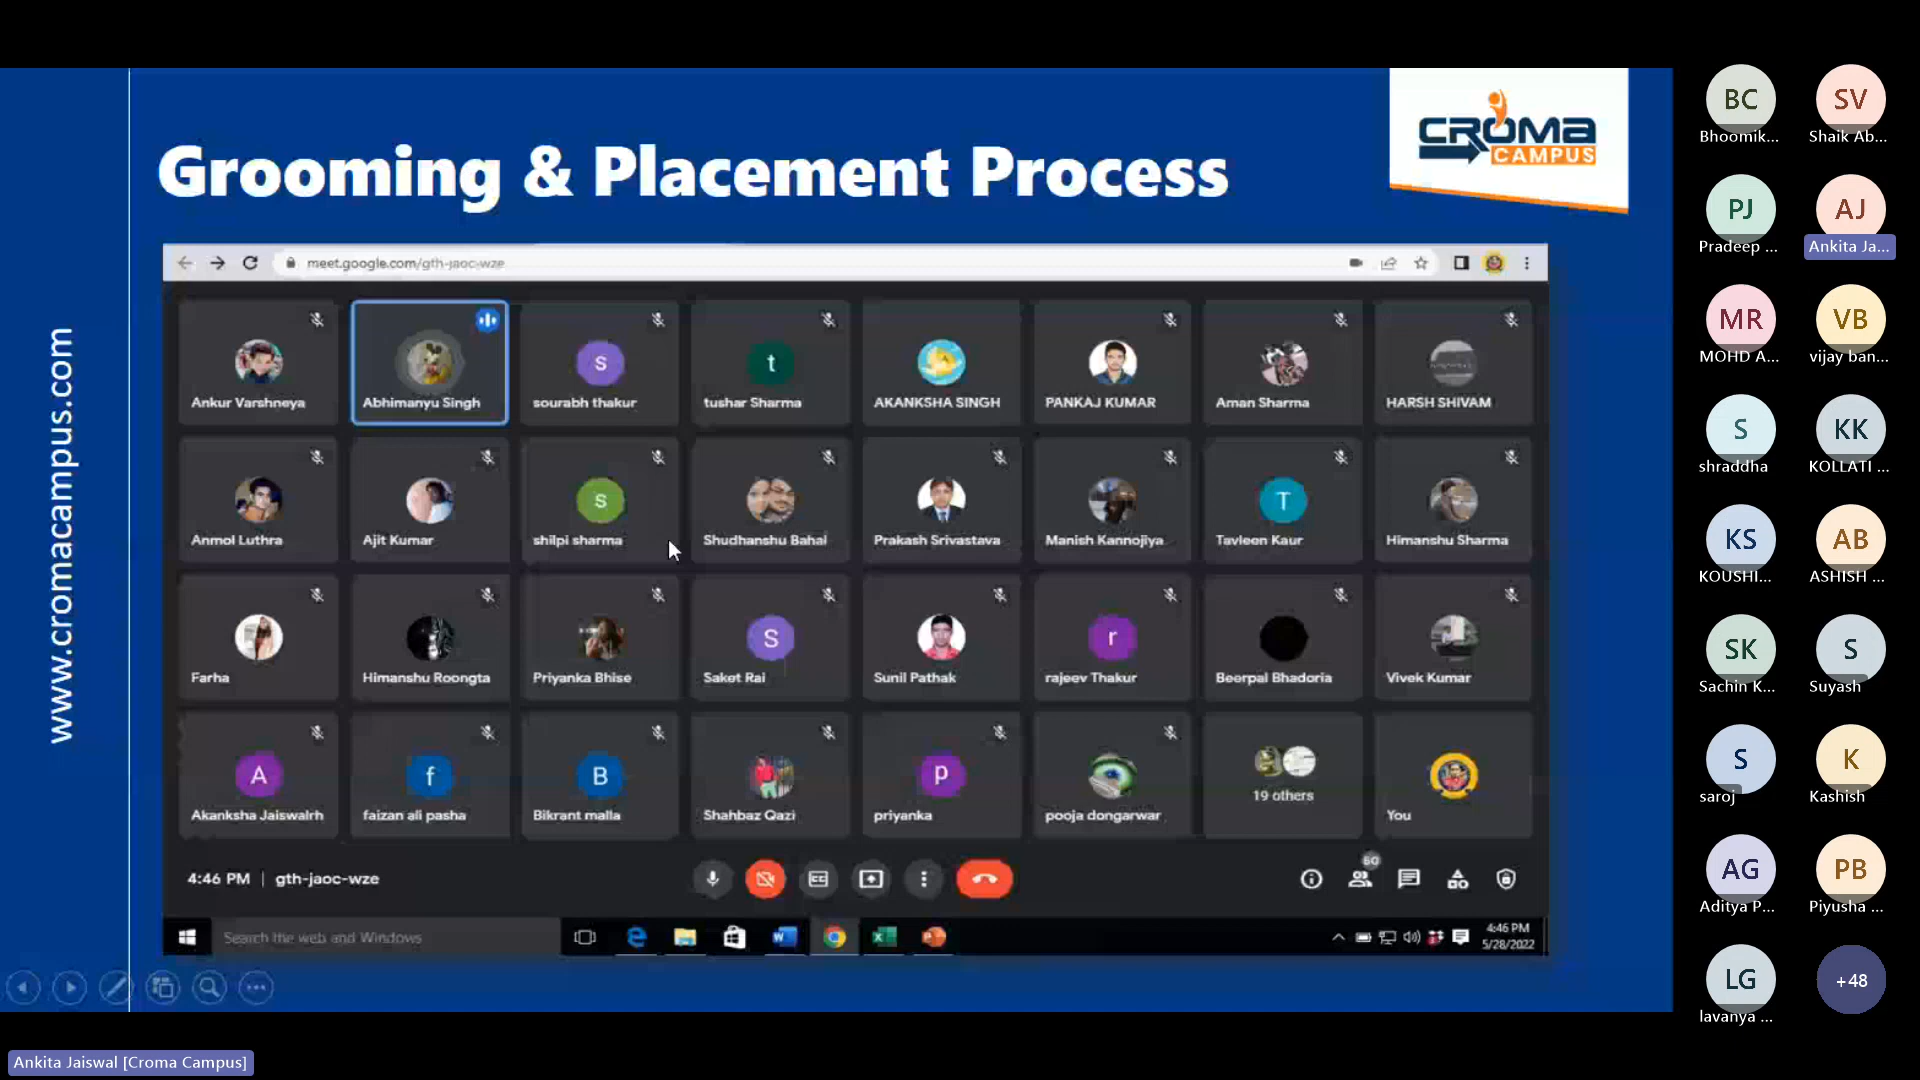 Grooming & Placement Process
CROMA
CAMPUS
www.cromacampus.com
meet.google.com/gth-jaoc-wze
Ankur Varshneya
Abhimanyu Singh
s
sourabh thakur
t
tushar Sharma
AKANKSHA SINGH
PANKAJ KUMAR
Aman Sharma
HARSH SHIVAM
Anmol Luthra
Ajit Kumar
s
shilpi sharma
Shudhanshu Bahai
Prakash Srivastava
Manish Kannojiya
T
Tavleen Kaur
Himanshu Sharma
Farha
Himanshu Roongta
Priyanka Bhise
S
Saket Rai
Sunil Pathak
r
rajeev Thakur
Beerpal Bhadoria
Vivek Kumar
A
Akanksha Jaiswalrh
f
faizan ali pasha
B
Bikrant malla
Shahbaz Qazi
p
priyanka
pooja dongarwar
19 others
You
4:46 PM | gth-jaoc-wze
60
Search the web and Windows
4:46 PM
5/28/2022
BC
Bhoomik...
SV
Shaik Ab...
PJ
Pradeep ...
AJ
Ankita Ja...
MR
MOHD A...
VB
vijay ban...
S
shraddha
KK
KOLLATI ...
KS
KOUSHI...
AB
ASHISH ...
SK
Sachin K...
S
Suyash
S
saroj
K
Kashish
AG
Aditya P...
PB
Piyusha ...
LG
lavanya ...
+48
Ankita Jaiswal [Croma Campus]